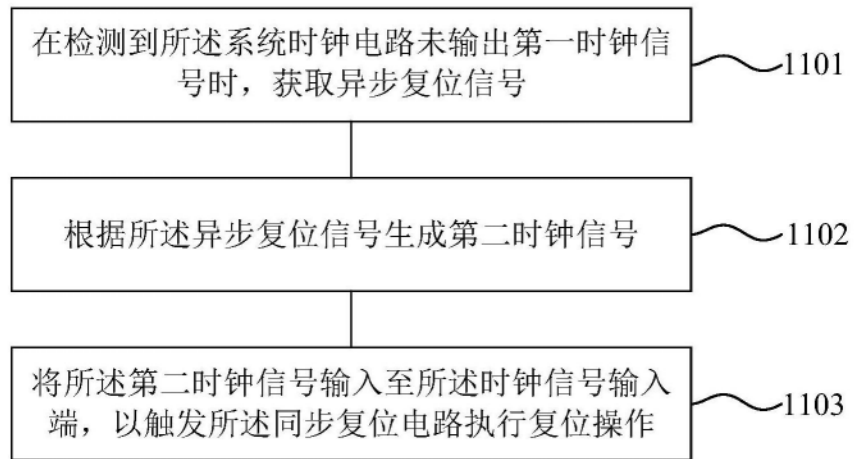 在检测到所述系统时钟电路未输出第一时钟信
号时，获取异步复位信号
1101
根据所述异步复位信号生成第二时钟信号
1102
将所述第二时钟信号输入至所述时钟信号输入
端，以触发所述同步复位电路执行复位操作
1103